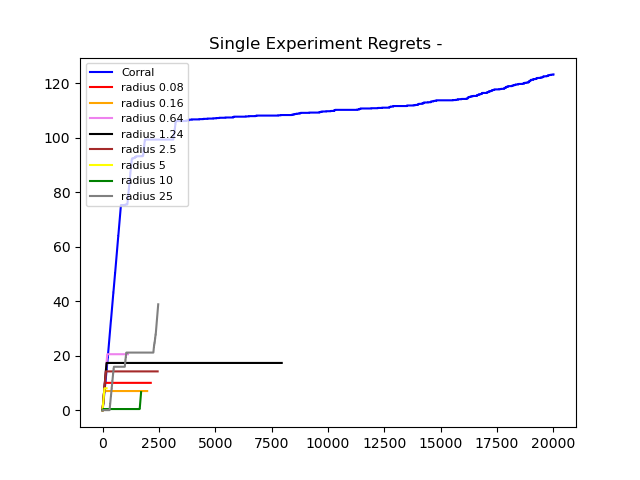 Single Experiment Regrets -
Corral
radius 0.08
radius 0.16
radius 0.64
radius 1.24
radius 2.5
radius 5
radius 10
radius 25
120
100
80
60
40
20
0
0 2500 5000 7500 10000 12500 15000 17500 20000